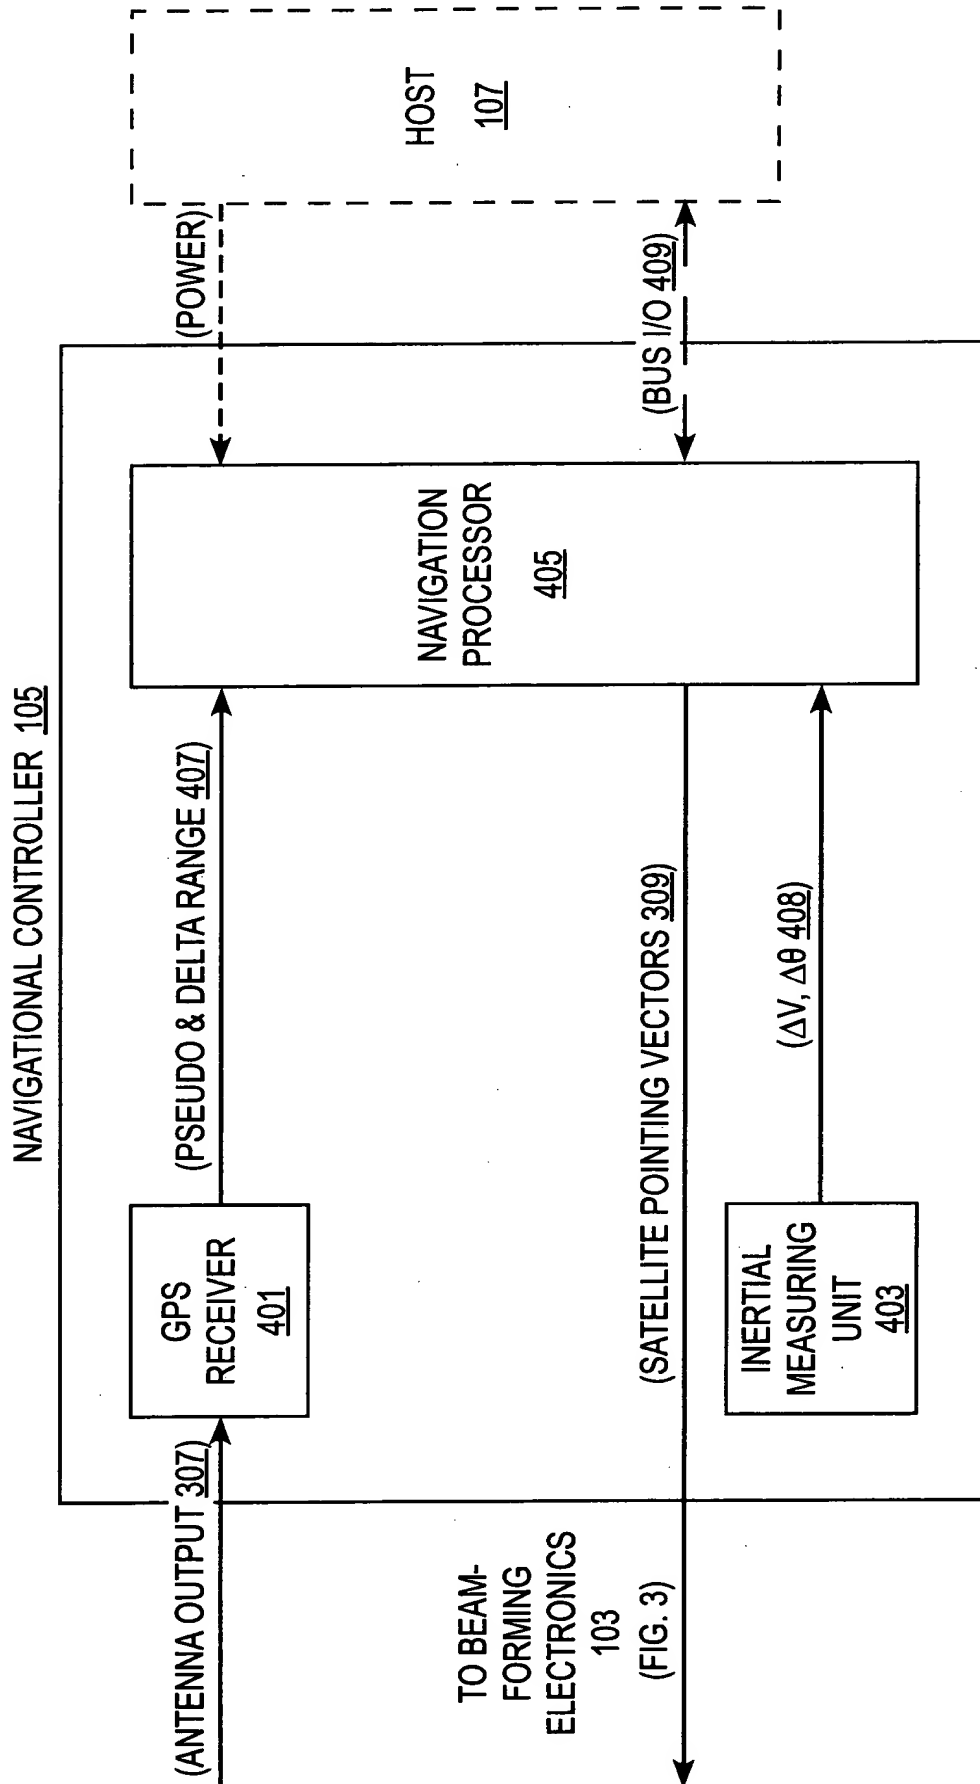 NAVIGATIONAL CONTROLLER 105
(ANTENNA OUTPUT 307)
GPS
RECEIVER
401
(PSEUDO & DELTA RANGE 407)
NAVIGATION
PROCESSOR
405
(POWER)
HOST
107
(BUS I/O 409)
TO BEAM-
FORMING
ELECTRONICS
103
(FIG. 3)
(SATELLITE POINTING VECTORS 309)
INERTIAL
MEASURING
UNIT
403
(ΔV, Δθ 408)